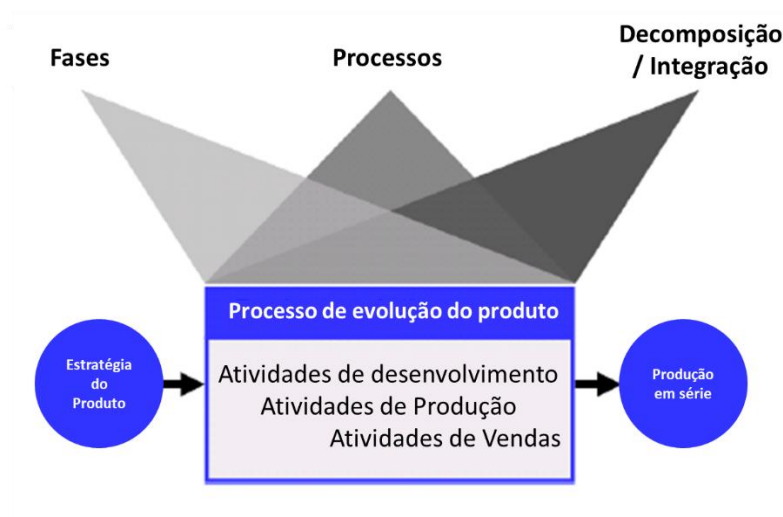 Fases
Processos
Decomposição
/ Integração
Processo de evolução do produto
Estratégia
do
Produto
Atividades de desenvolvimento
Atividades de Produção
Atividades de Vendas
Produção
em série